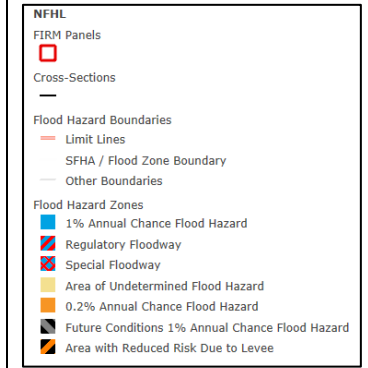 NFHL
FIRM Panels
Cross-Sections
Flood Hazard Boundaries
Limit Lines
SFHA / Flood Zone Boundary
Other Boundaries
Flood Hazard Zones
1% Annual Chance Flood Hazard
Regulatory Floodway
Special Floodway
Area of Undetermined Flood Hazard
0.2% Annual Chance Flood Hazard
Future Conditions 1% Annual Chance Flood Hazard
Area with Reduced Risk Due to Levee